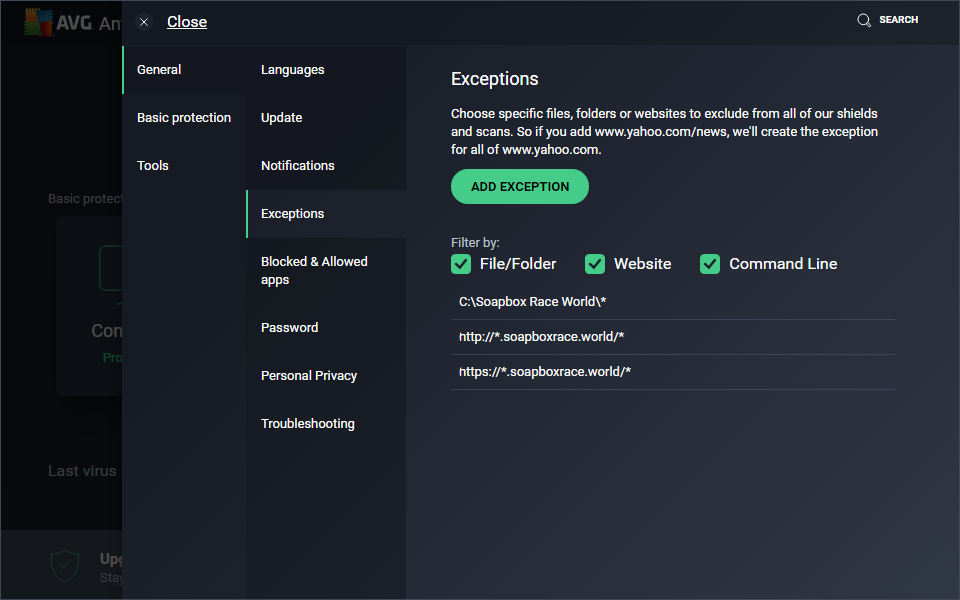 AVG An
Close
SEARCH
General
Basic protection
Tools
Languages
Update
Notifications
Exceptions
Blocked & Allowed
apps
Password
Personal Privacy
Troubleshooting
Exceptions
Choose specific files, folders or websites to exclude from all of our shields
and scans. So if you add www.yahoo.com/news, we'll create the exception
for all of www.yahoo.com.
ADD EXCEPTION
Filter by:
File/Folder Website Command Line
C:\Soapbox Race World\*
http://*.soapboxrace.world/*
https://*.soapboxrace.world/*
Basic protect
Com
Pro
Last virus
Upg
Stay